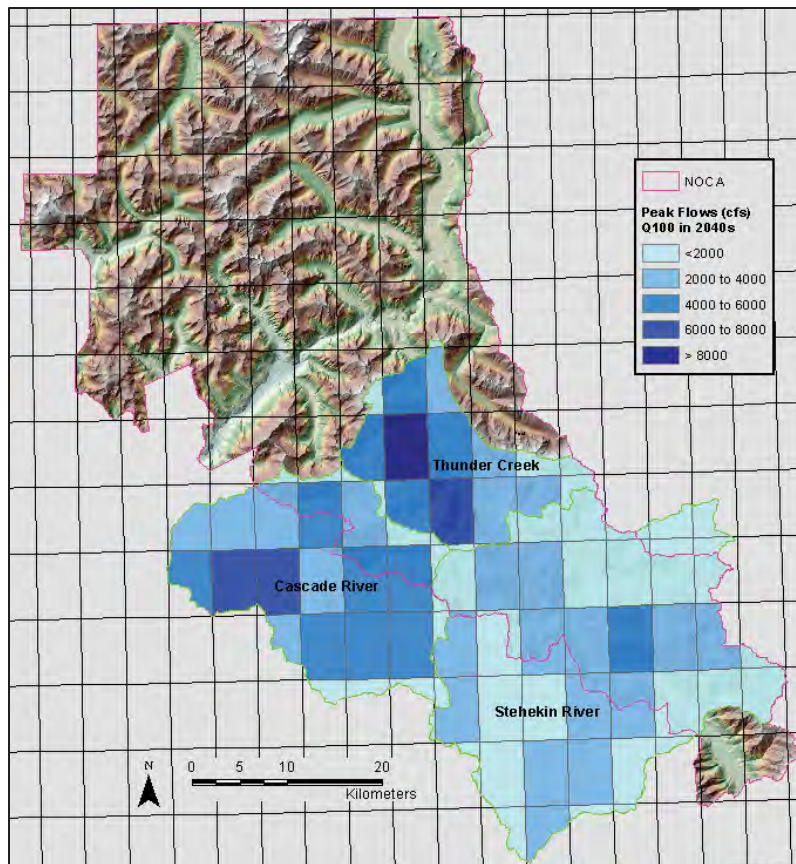 NOCA
Peak Flows (cfs)
Q100 in 2040s
<2000
2000 to 4000
4000 to 6000
6000 to 8000
> 8000
Thunder Creek
Cascade River
Stehekin River
N
0 5 10 20
Kilometers